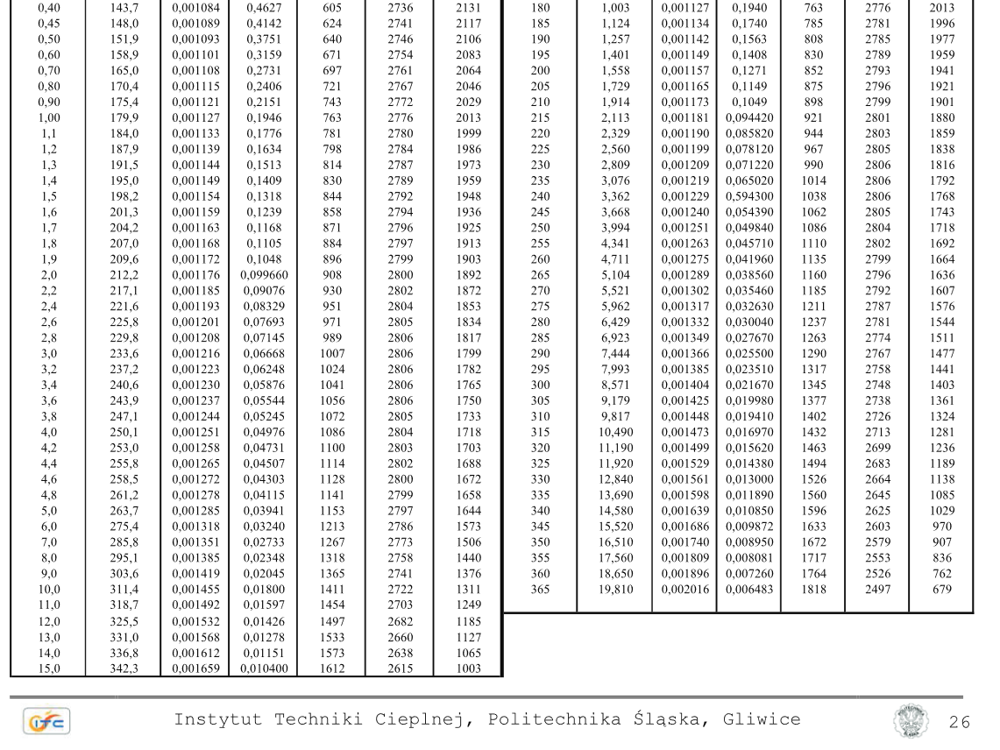 0,40 143,7 0,001084 0,4627 605 2736 2131 180 1,003 0,001127 0,1940 763 2776 2013
0,45 148,0 0,001089 0,4142 624 2741 2117 185 1,124 0,001134 0,1740 785 2781 1996
0,50 151,9 0,001093 0,3751 640 2746 2106 190 1,257 0,001142 0,1563 808 2785 1977
0,60 158,9 0,001101 0,3159 671 2754 2083 195 1,401 0,001149 0,1408 830 2789 1959
0,70 165,0 0,001108 0,2731 697 2761 2064 200 1,558 0,001157 0,1271 852 2793 1941
0,80 170,4 0,001115 0,2406 721 2767 2046 205 1,729 0,001165 0,1149 875 2796 1921
0,90 175,4 0,001121 0,2151 743 2772 2029 210 1,914 0,001173 0,1049 898 2799 1901
1,00 179,9 0,001127 0,1946 763 2776 2013 215 2,113 0,001181 0,094420 921 2801 1880
1,1 184,0 0,001133 0,1776 781 2780 1999 220 2,329 0,001190 0,085820 944 2803 1859
1,2 187,9 0,001139 0,1634 798 2784 1986 225 2,560 0,001199 0,078120 967 2805 1838
1,3 191,5 0,001144 0,1513 814 2787 1973 230 2,809 0,001209 0,071220 990 2806 1816
1,4 195,0 0,001149 0,1409 830 2789 1959 235 3,076 0,001219 0,065020 1014 2806 1792
1,5 198,2 0,001154 0,1318 844 2792 1948 240 3,362 0,001229 0,594300 1038 2806 1768
1,6 201,3 0,001159 0,1239 858 2794 1936 245 3,668 0,001240 0,054390 1062 2805 1743
1,7 204,2 0,001163 0,1168 871 2796 1925 250 3,994 0,001251 0,049840 1086 2804 1718
1,8 207,0 0,001168 0,1105 884 2797 1913 255 4,341 0,001263 0,045710 1110 2802 1692
1,9 209,6 0,001172 0,1048 896 2799 1903 260 4,711 0,001275 0,041960 1135 2799 1664
2,0 212,2 0,001176 0,099660 908 2800 1892 265 5,104 0,001289 0,038560 1160 2796 1636
2,2 217,1 0,001185 0,09076 930 2802 1872 270 5,521 0,001302 0,035460 1185 2792 1607
2,4 221,6 0,001193 0,08329 951 2804 1853 275 5,962 0,001317 0,032630 1211 2787 1576
2,6 225,8 0,001201 0,07693 971 2805 1834 280 6,429 0,001332 0,030040 1237 2781 1544
2,8 229,8 0,001208 0,07145 989 2806 1817 285 6,923 0,001349 0,027670 1263 2774 1511
3,0 233,6 0,001216 0,06668 1007 2806 1799 290 7,444 0,001366 0,025500 1290 2767 1477
3,2 237,2 0,001223 0,06248 1024 2806 1782 295 7,993 0,001385 0,023510 1317 2758 1441
3,4 240,6 0,001230 0,05876 1041 2806 1765 300 8,571 0,001404 0,021670 1345 2748 1403
3,6 243,9 0,001237 0,05544 1056 2806 1750 305 9,179 0,001425 0,019980 1377 2738 1361
3,8 247,1 0,001244 0,05245 1072 2805 1733 310 9,817 0,001448 0,019410 1402 2726 1324
4,0 250,1 0,001251 0,04976 1086 2804 1718 315 10,490 0,001473 0,016970 1432 2713 1281
4,2 253,0 0,001258 0,04731 1100 2803 1703 320 11,190 0,001499 0,015620 1463 2699 1236
4,4 255,8 0,001265 0,04507 1114 2802 1688 325 11,920 0,001529 0,014380 1494 2683 1189
4,6 258,5 0,001272 0,04303 1128 2800 1672 330 12,840 0,001561 0,013000 1526 2664 1138
4,8 261,2 0,001278 0,04115 1141 2799 1658 335 13,690 0,001598 0,011890 1560 2645 1085
5,0 263,7 0,001285 0,03941 1153 2797 1644 340 14,580 0,001639 0,010850 1596 2625 1029
6,0 275,4 0,001318 0,03240 1213 2786 1573 345 15,520 0,001686 0,009872 1633 2603 970
7,0 285,8 0,001351 0,02733 1267 2773 1506 350 16,510 0,001740 0,008950 1672 2579 907
8,0 295,1 0,001385 0,02348 1318 2758 1440 355 17,560 0,001809 0,008081 1717 2553 836
9,0 303,6 0,001419 0,02045 1365 2741 1376 360 18,650 0,001896 0,007260 1764 2526 762
10,0 311,4 0,001455 0,01800 1411 2722 1311 365 19,810 0,002016 0,006483 1818 2497 679
11,0 318,7 0,001492 0,01597 1454 2703 1249
12,0 325,5 0,001532 0,01426 1497 2682 1185
13,0 331,0 0,001568 0,01278 1533 2660 1127
14,0 336,8 0,001612 0,01151 1573 2638 1065
15,0 342,3 0,001659 0,010400 1612 2615 1003
ITC Instytut Techniki Cieplnej, Politechnika Śląska, Gliwice 26